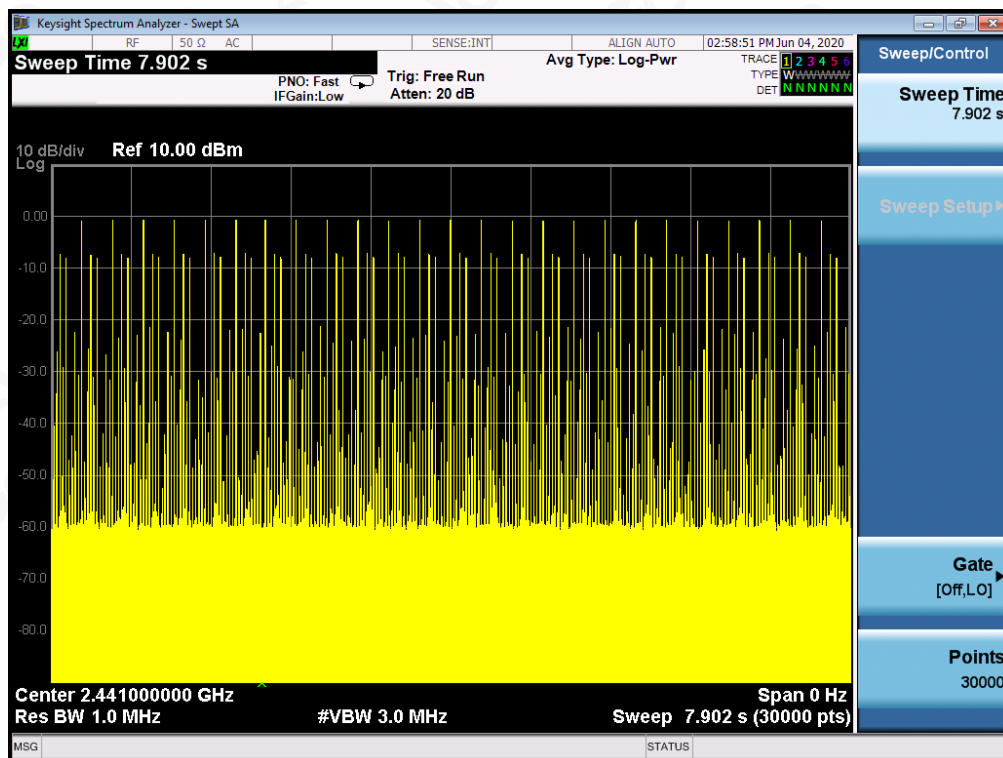 Keysight Spectrum Analyzer - Swept SA
LXI RF 50 Ω AC SENSE:INT ALIGN AUTO 02:58:51 PM Jun 04, 2020
Sweep Time 7.902 s
PNO: Fast
IFGain:Low
Trig: Free Run
Atten: 20 dB
Avg Type: Log-Pwr
TRACE 1 2 3 4 5 6
TYPE WWWWWW
DET N N N N N N
10 dB/div Ref 10.00 dBm
Log
0.00
-10.0
-20.0
-30.0
-40.0
-50.0
-60.0
-70.0
-80.0
Center 2.441000000 GHz Span 0 Hz
Res BW 1.0 MHz #VBW 3.0 MHz Sweep 7.902 s (30000 pts)
MSG STATUS
Sweep/Control
Sweep Time
7.902 s
Sweep Setup
Gate
[Off,LO]
Points
30000